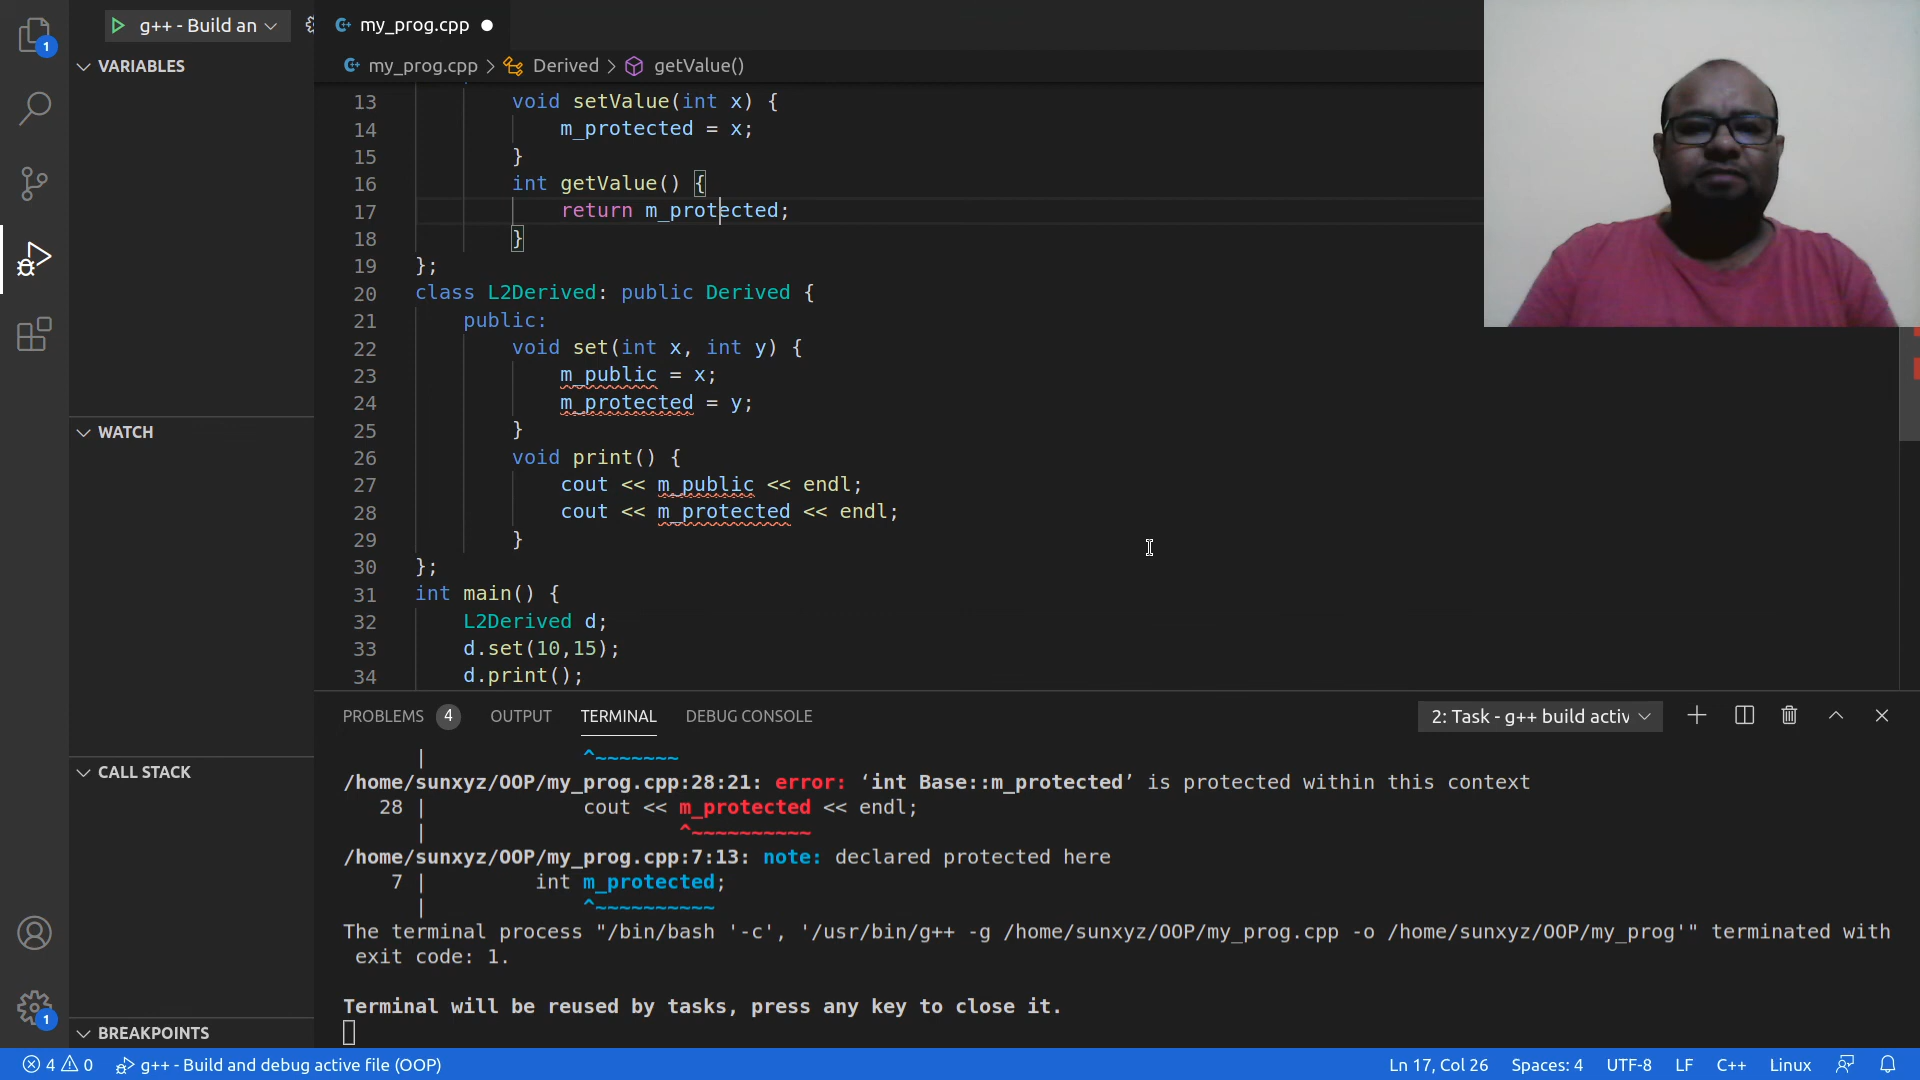 1
g++ - Build an
my_prog.cpp
VARIABLES
my_prog.cpp > Derived > getValue()
13 void setValue(int x) {
14 m_protected = x;
15 }
16 int getValue() {
17 return m_protected;
18 }
19 };
20 class L2Derived: public Derived {
21 public:
22 void set(int x, int y) {
23 m_public = x;
24 m_protected = y;
25 }
26 void print() {
27 cout << m_public << endl;
28 cout << m_protected << endl;
29 }
30 };
31 int main() {
32 L2Derived d;
33 d.set(10,15);
34 d.print();
WATCH
CALL STACK
BREAKPOINTS
PROBLEMS 4 OUTPUT TERMINAL DEBUG CONSOLE 2: Task - g++ build activ
| ^~~~~~~~
/home/sunxyz/OOP/my_prog.cpp:28:21: error: ‘int Base::m_protected’ is protected within this context
28 | cout << m_protected << endl;
| ^~~~~~~~~~~
/home/sunxyz/OOP/my_prog.cpp:7:13: note: declared protected here
7 | int m_protected;
| ^~~~~~~~~~~
The terminal process "/bin/bash '-c', '/usr/bin/g++ -g /home/sunxyz/OOP/my_prog.cpp -o /home/sunxyz/OOP/my_prog'" terminated with
exit code: 1.
Terminal will be reused by tasks, press any key to close it.
1
4 0 g++ - Build and debug active file (OOP) Ln 17, Col 26 Spaces: 4 UTF-8 LF C++ Linux